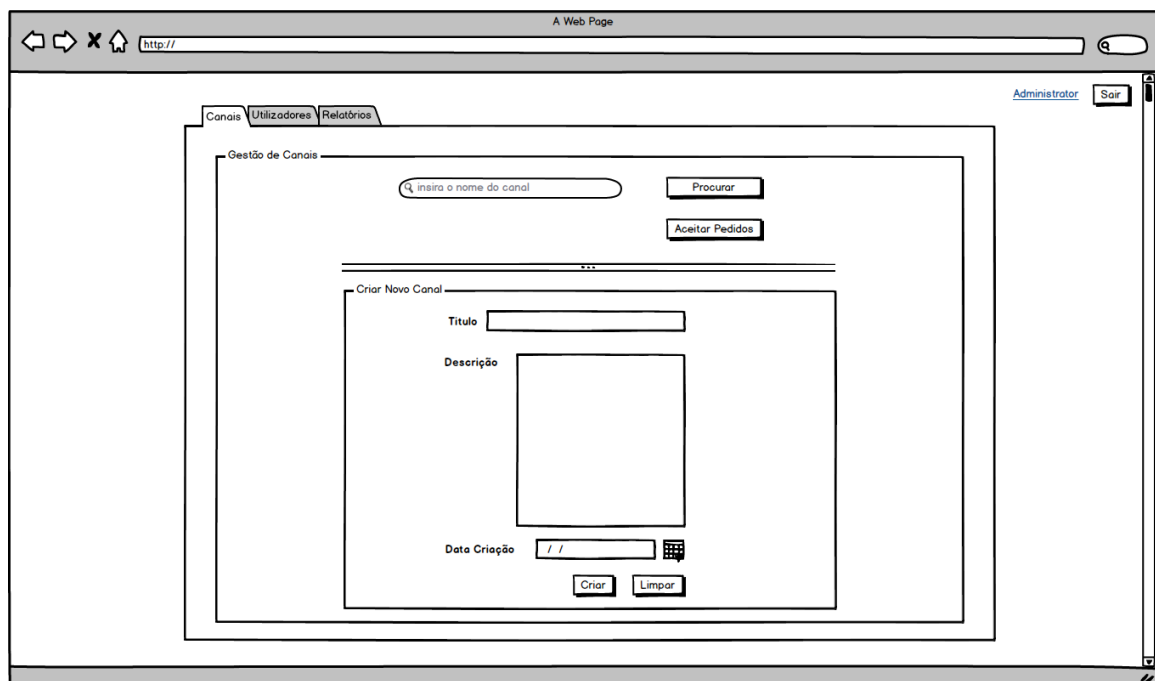 A Web Page
http://
Administrator
Sair
Canais
Utilizadores
Relatórios
Gestão de Canais
insira o nome do canal
Procurar
Aceitar Pedidos
Criar Novo Canal
Titulo
Descrição
Data Criação
/ /
Criar
Limpar